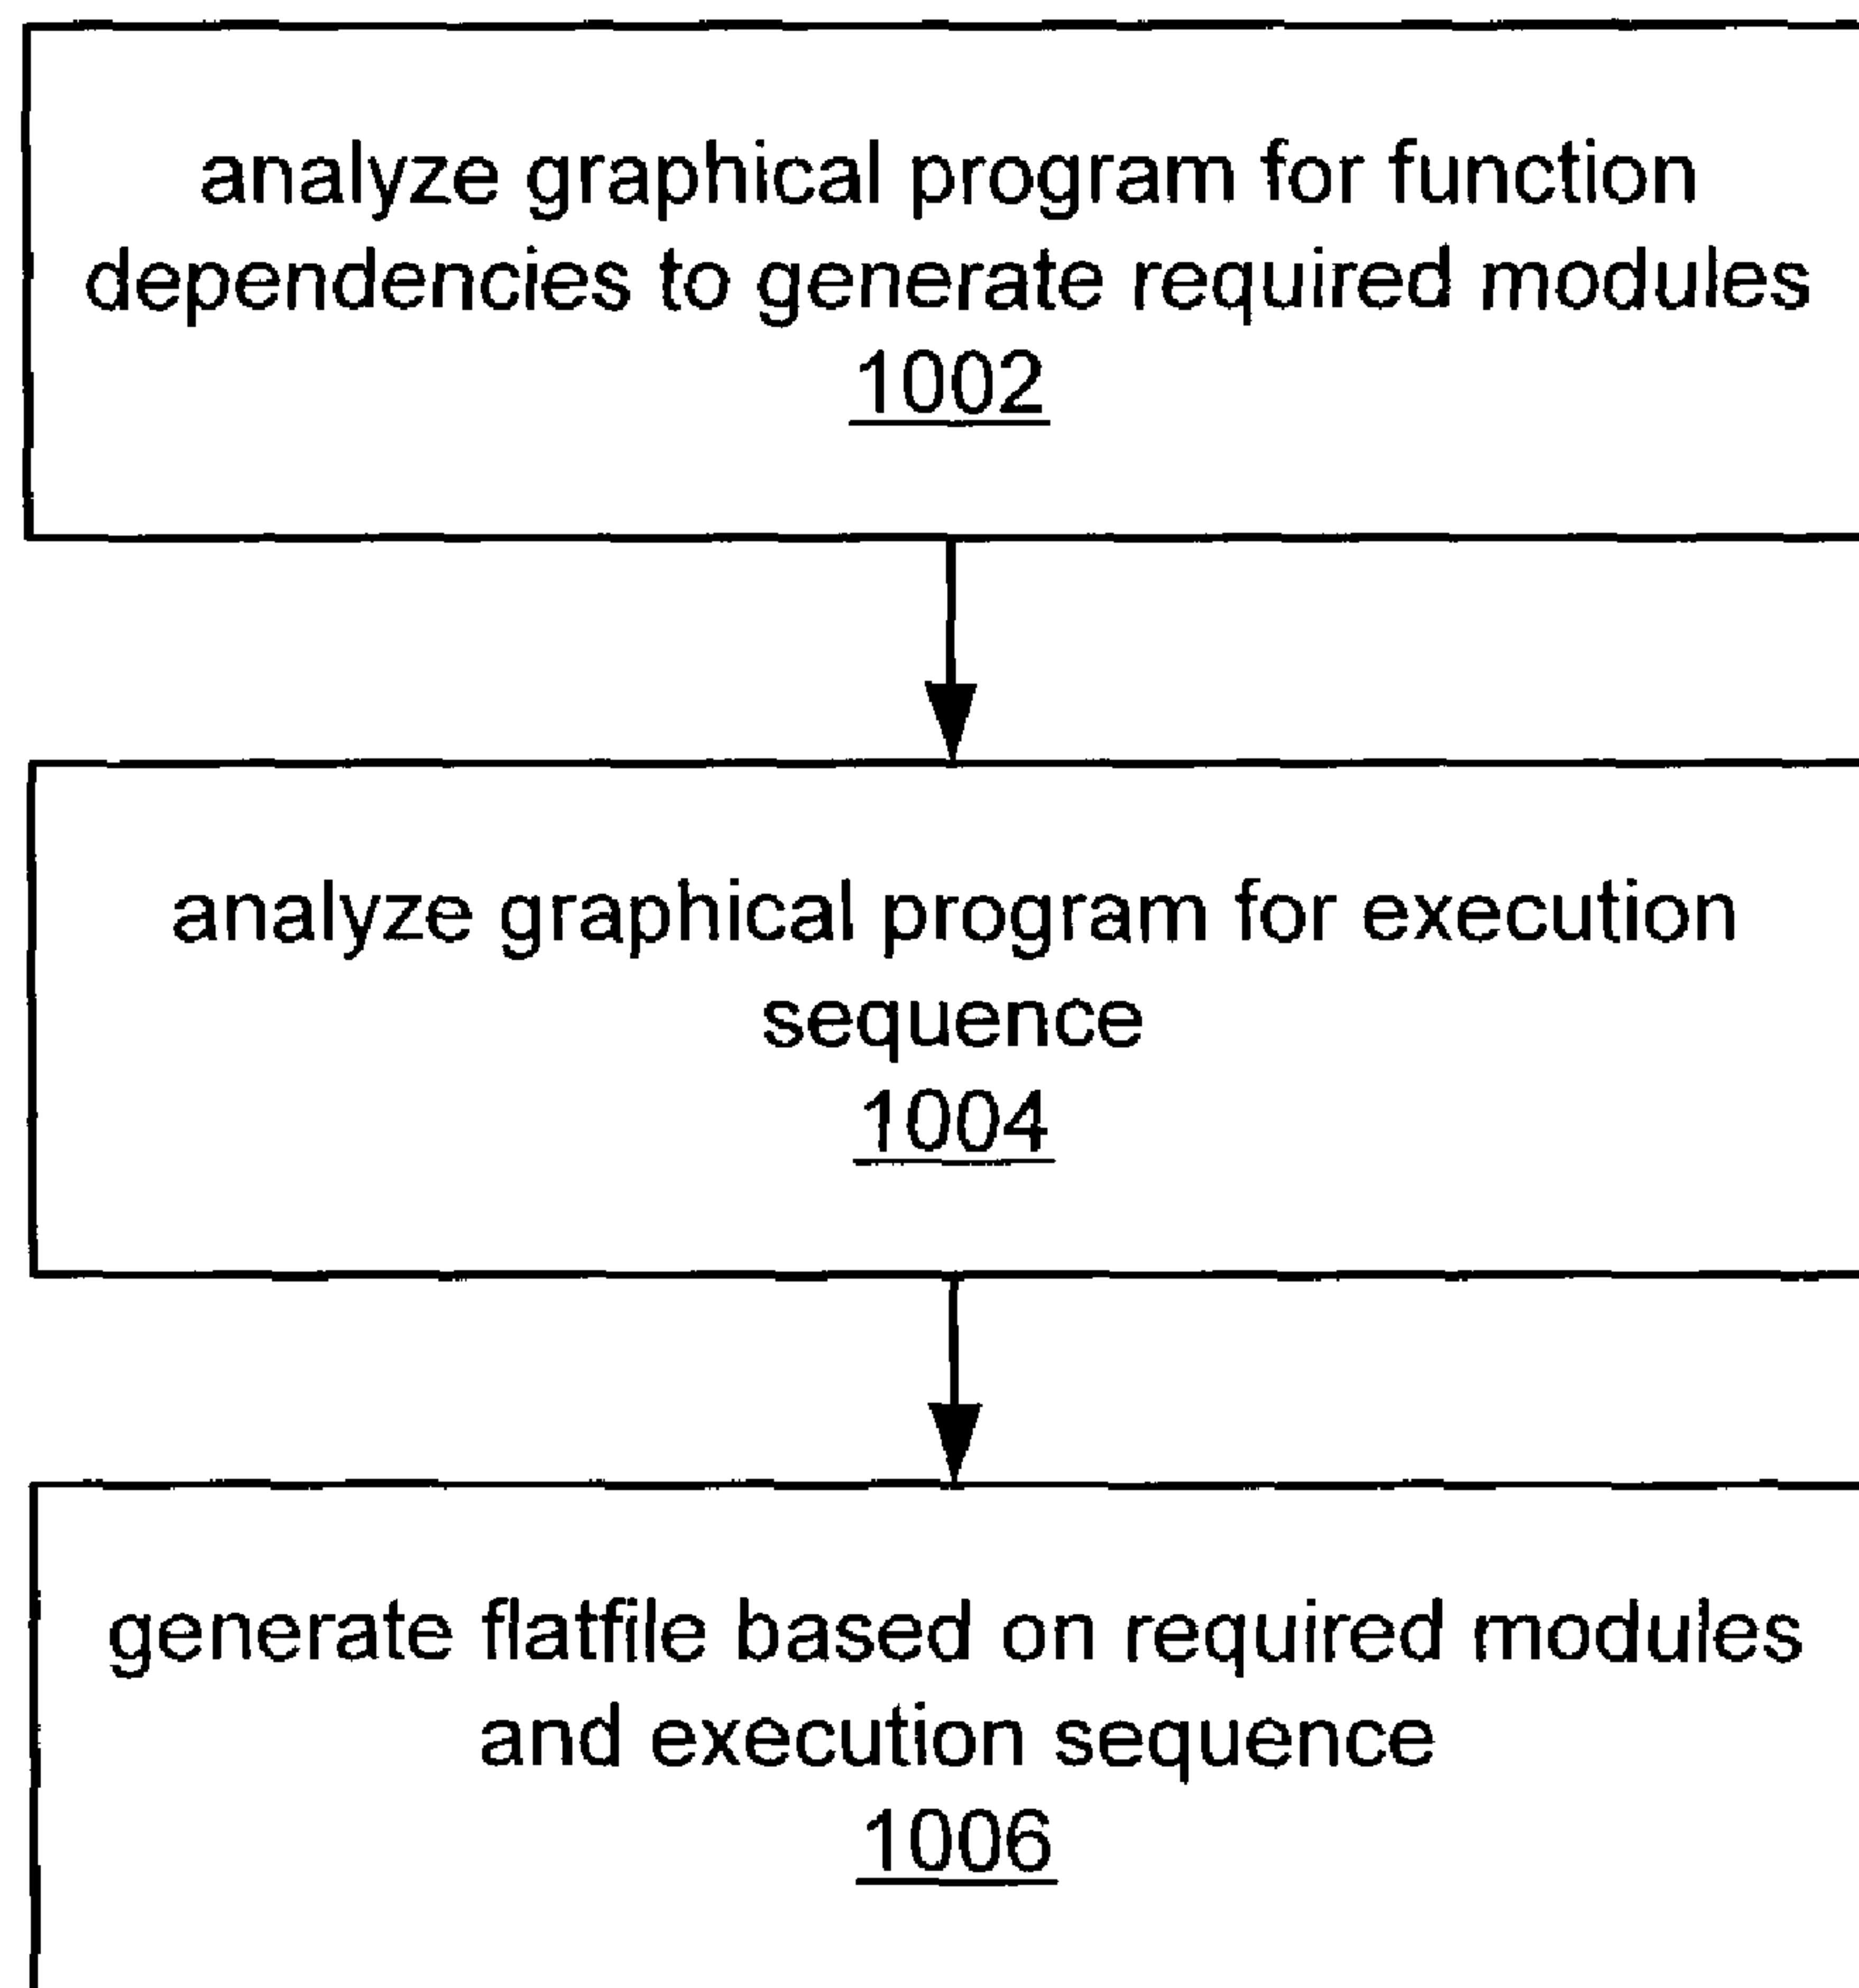 analyze graphical program for function
dependencies to generate required modules
1002
analyze graphical program for execution
sequence
1004
generate flatfile based on required modules
and execution sequence
1006